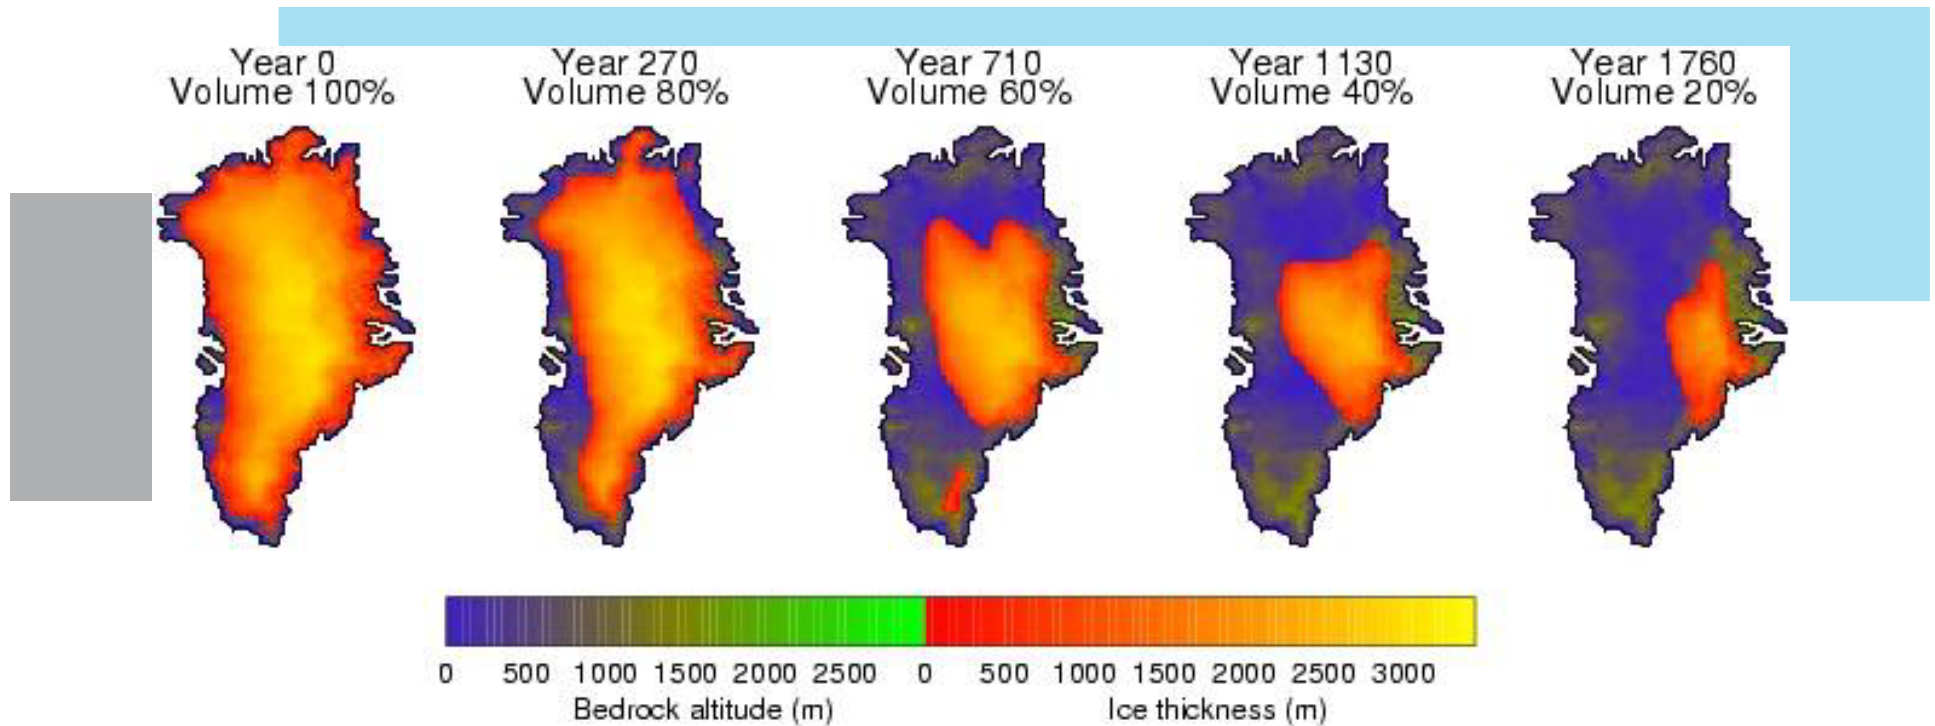 Year 0
Volume 100%
Year 270
Volume 80%
Year 710
Volume 60%
Year 1130
Volume 40%
Year 1760
Volume 20%
0 500 1000 1500 2000 2500 0 500 1000 1500 2000 2500 3000
Bedrock altitude (m) Ice thickness (m)